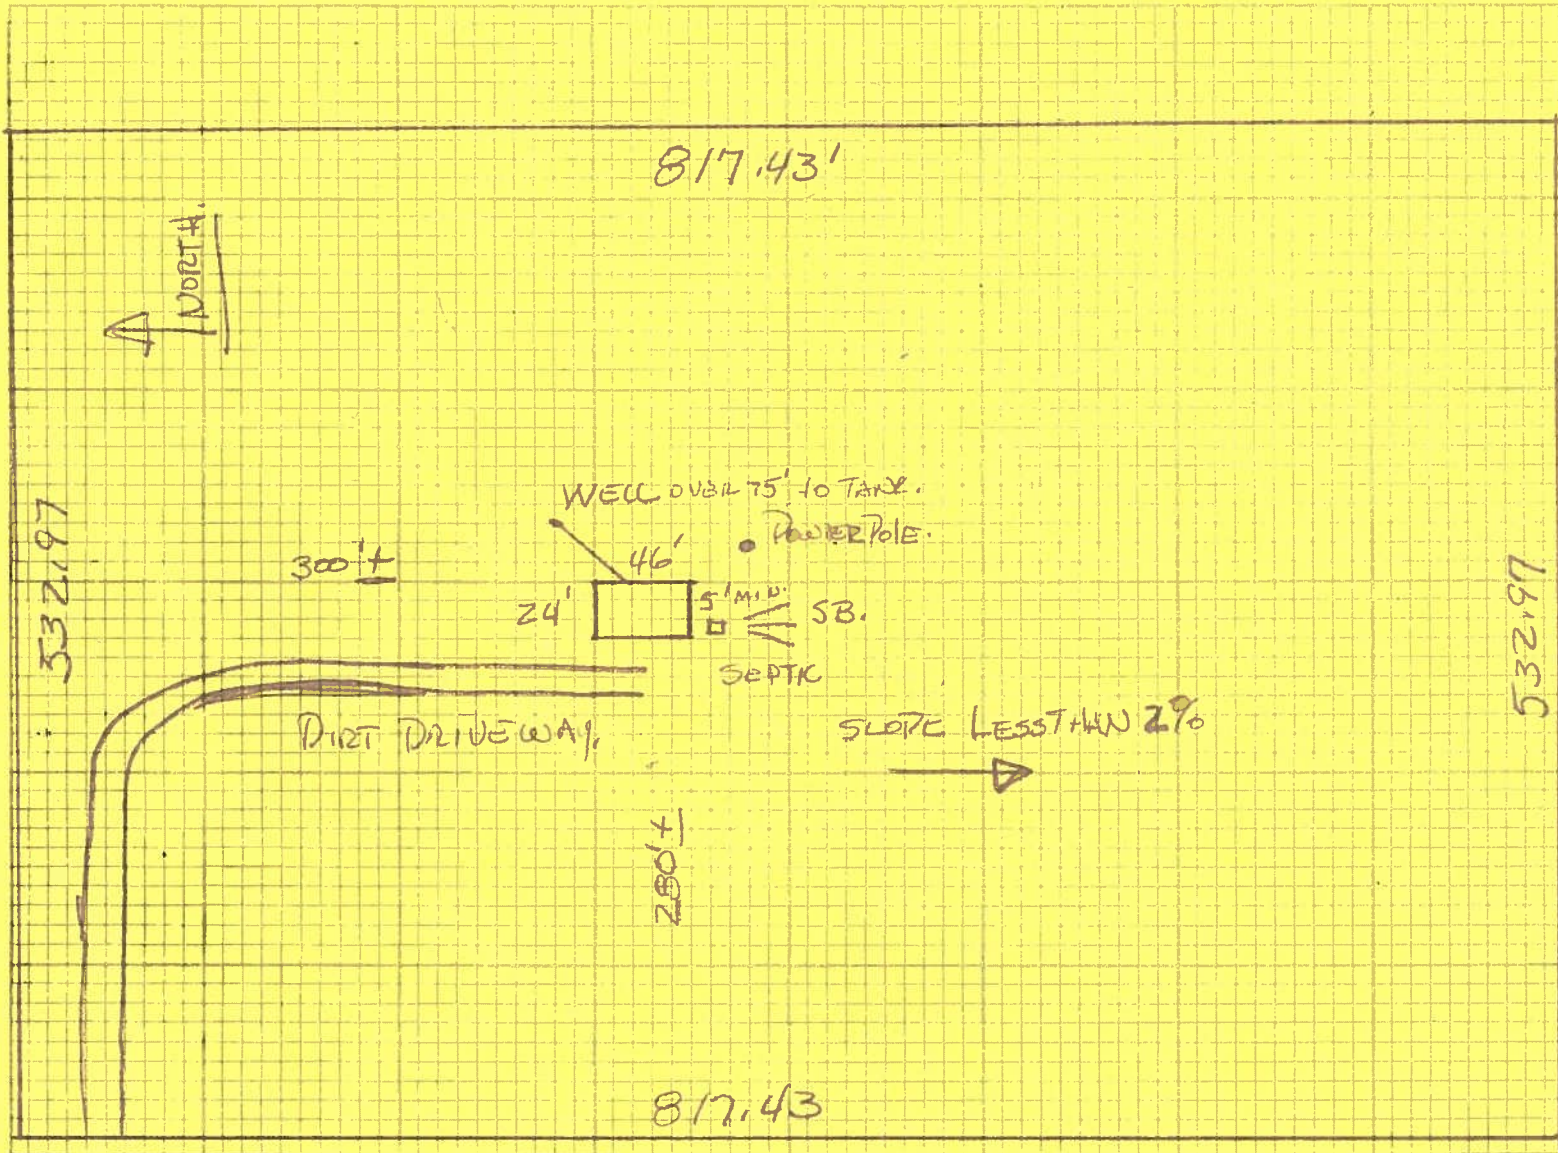 817.43'
NORTH.
WELL OVER 75' TO TANK.
POWER POLE.
532.97
300'±
46'
24'
5' MIN.
SB.
532.97
SEPTIC
DIRT DRIVEWAY.
SLOPE LESS THAN 2%
280'±
817.43